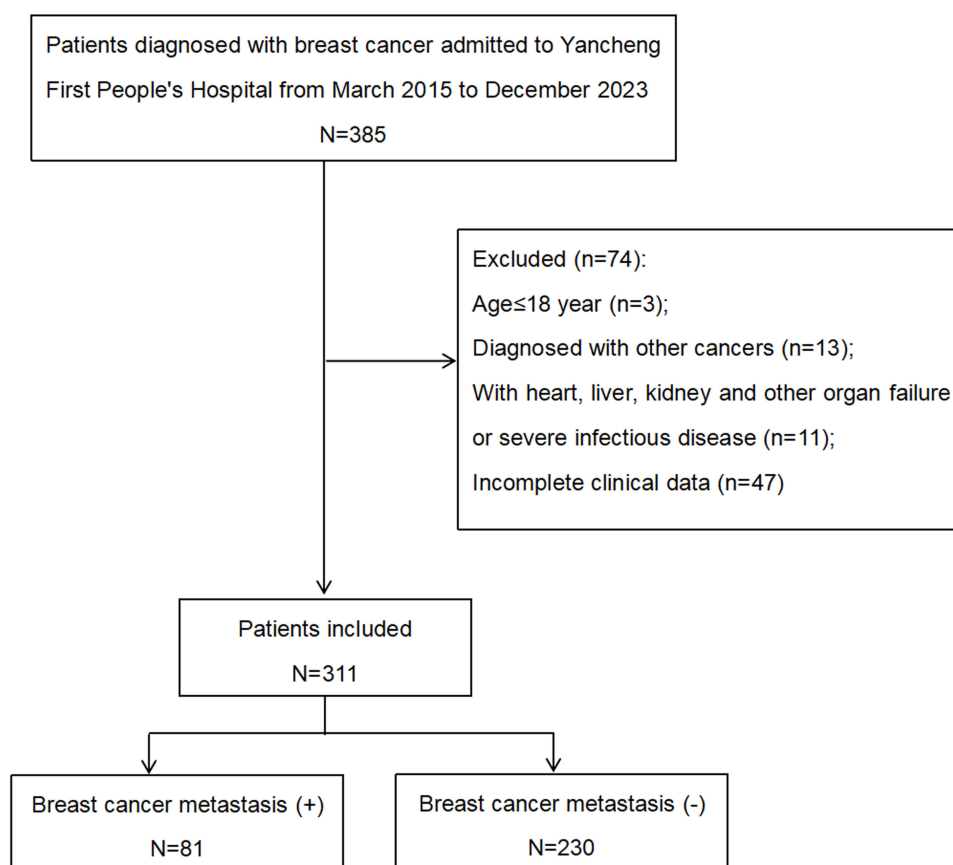 Patients diagnosed with breast cancer admitted to Yancheng
First People's Hospital from March 2015 to December 2023
N=385
Excluded (n=74):
Age≤18 year (n=3);
Diagnosed with other cancers (n=13);
With heart, liver, kidney and other organ failure
or severe infectious disease (n=11);
Incomplete clinical data (n=47)
Patients included
N=311
Breast cancer metastasis (+)
N=81
Breast cancer metastasis (-)
N=230